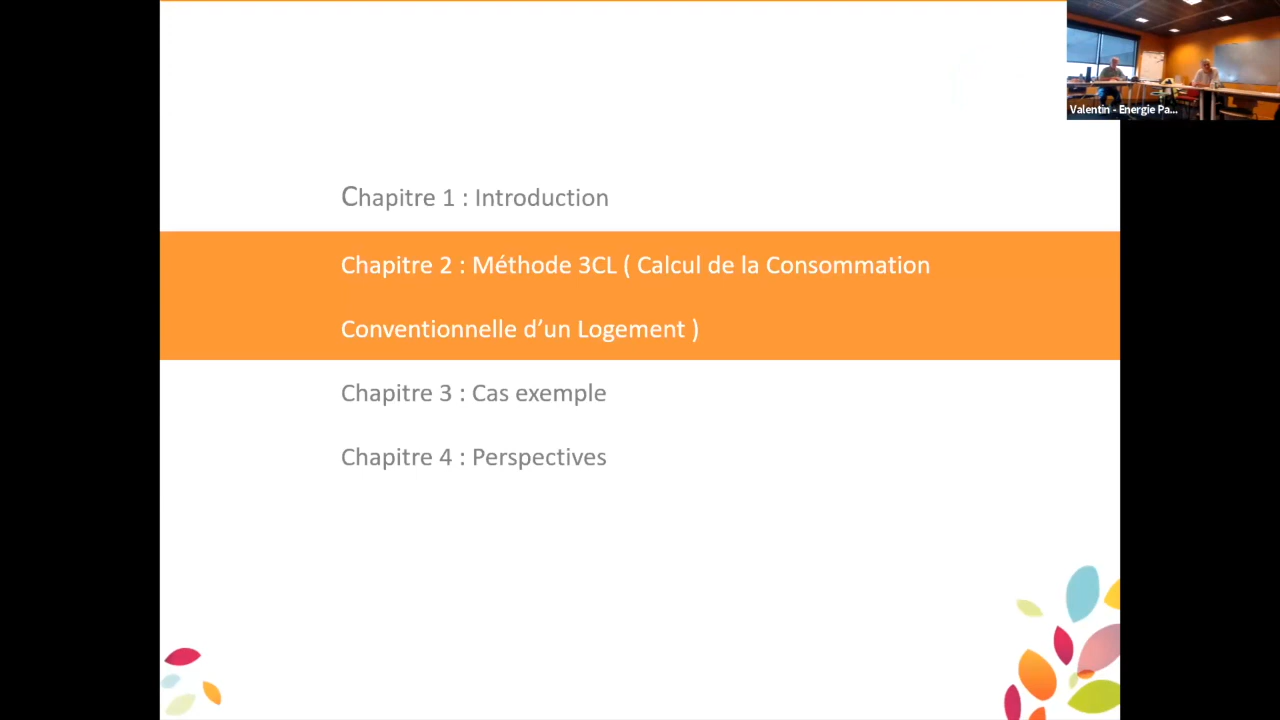 Valentin - Energie Pa...
Chapitre 1 : Introduction
Chapitre 2 : Méthode 3CL ( Calcul de la Consommation
Conventionnelle d’un Logement )
Chapitre 3 : Cas exemple
Chapitre 4 : Perspectives